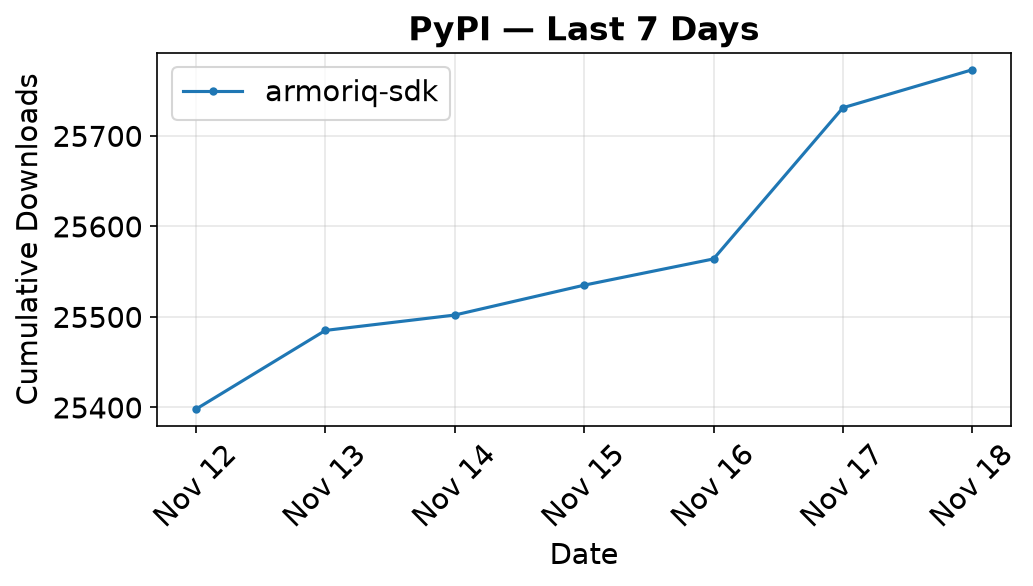 PyPI — Last 7 Days
armoriq-sdk
Cumulative Downloads
25700
25600
25500
25400
Nov 12
Nov 13
Nov 14
Nov 15
Nov 16
Nov 17
Nov 18
Date